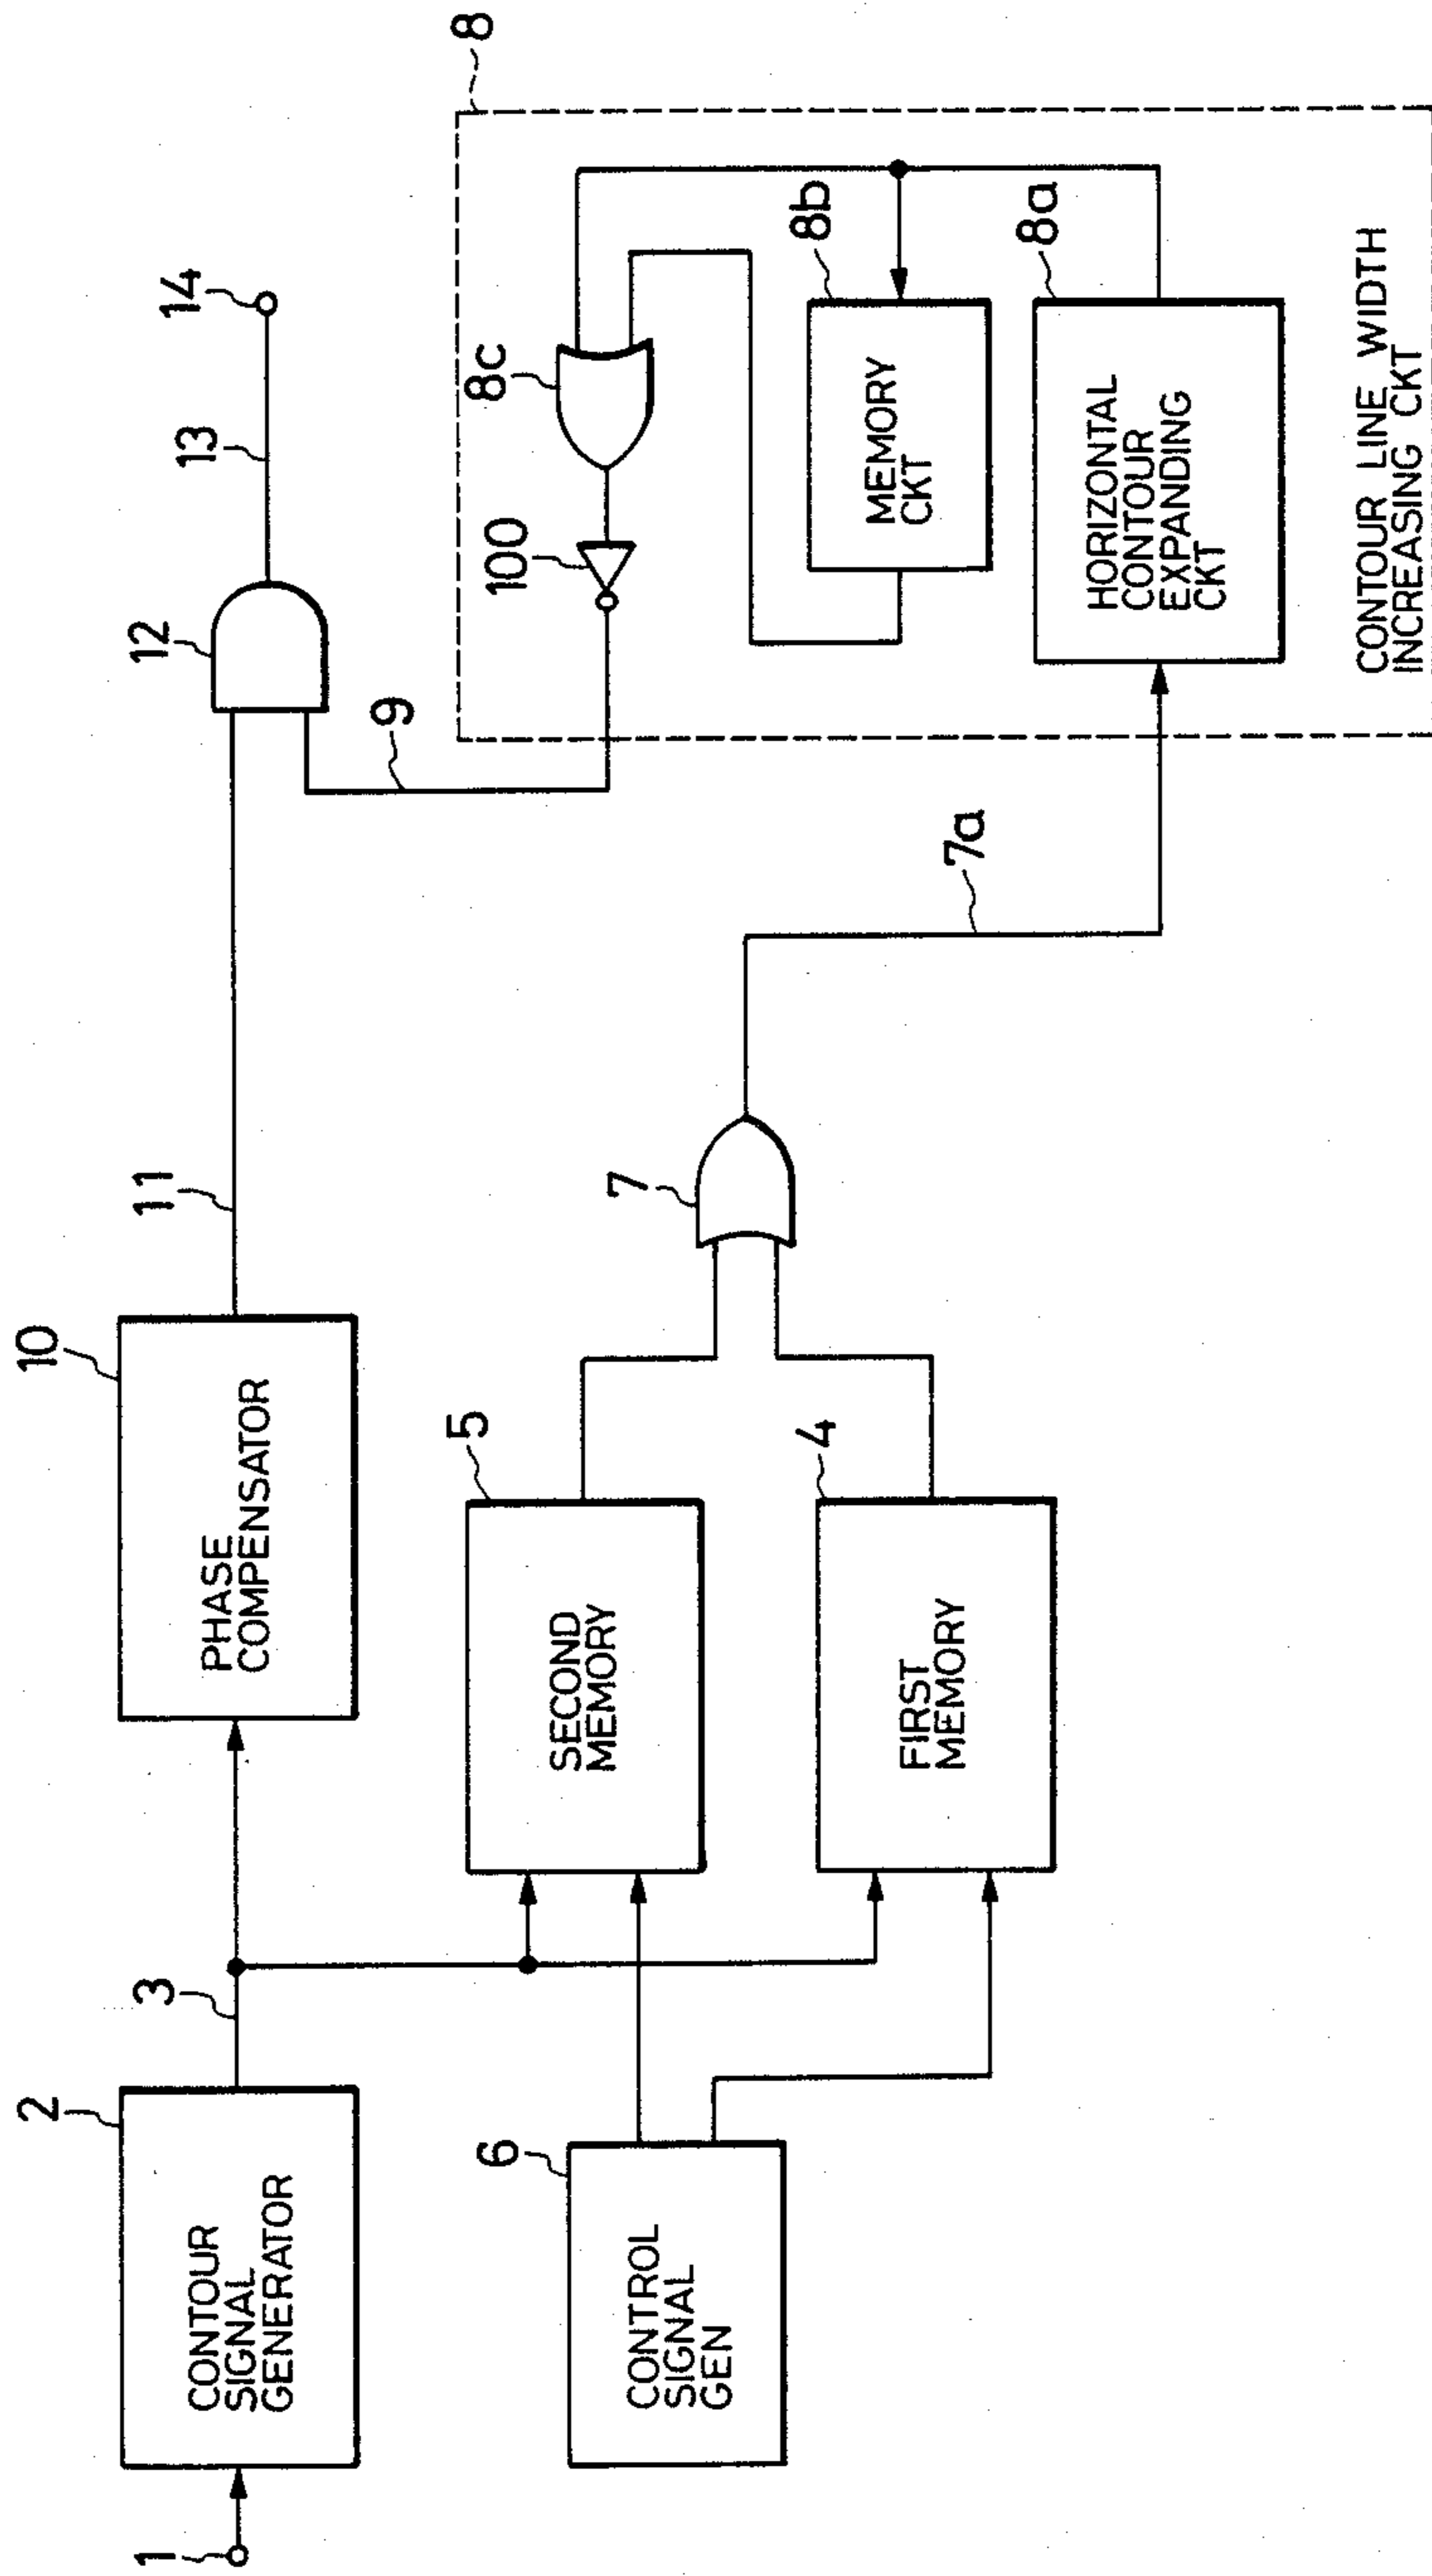 1
2
CONTOUR
SIGNAL
GENERATOR
3
10
PHASE
COMPENSATOR
11
12
13
14
6
CONTROL
SIGNAL
GEN
5
SECOND
MEMORY
4
FIRST
MEMORY
7
7a
9
8
100
8c
8b
MEMORY
CKT
8a
HORIZONTAL
CONTOUR
EXPANDING
CKT
CONTOUR LINE WIDTH
INCREASING CKT